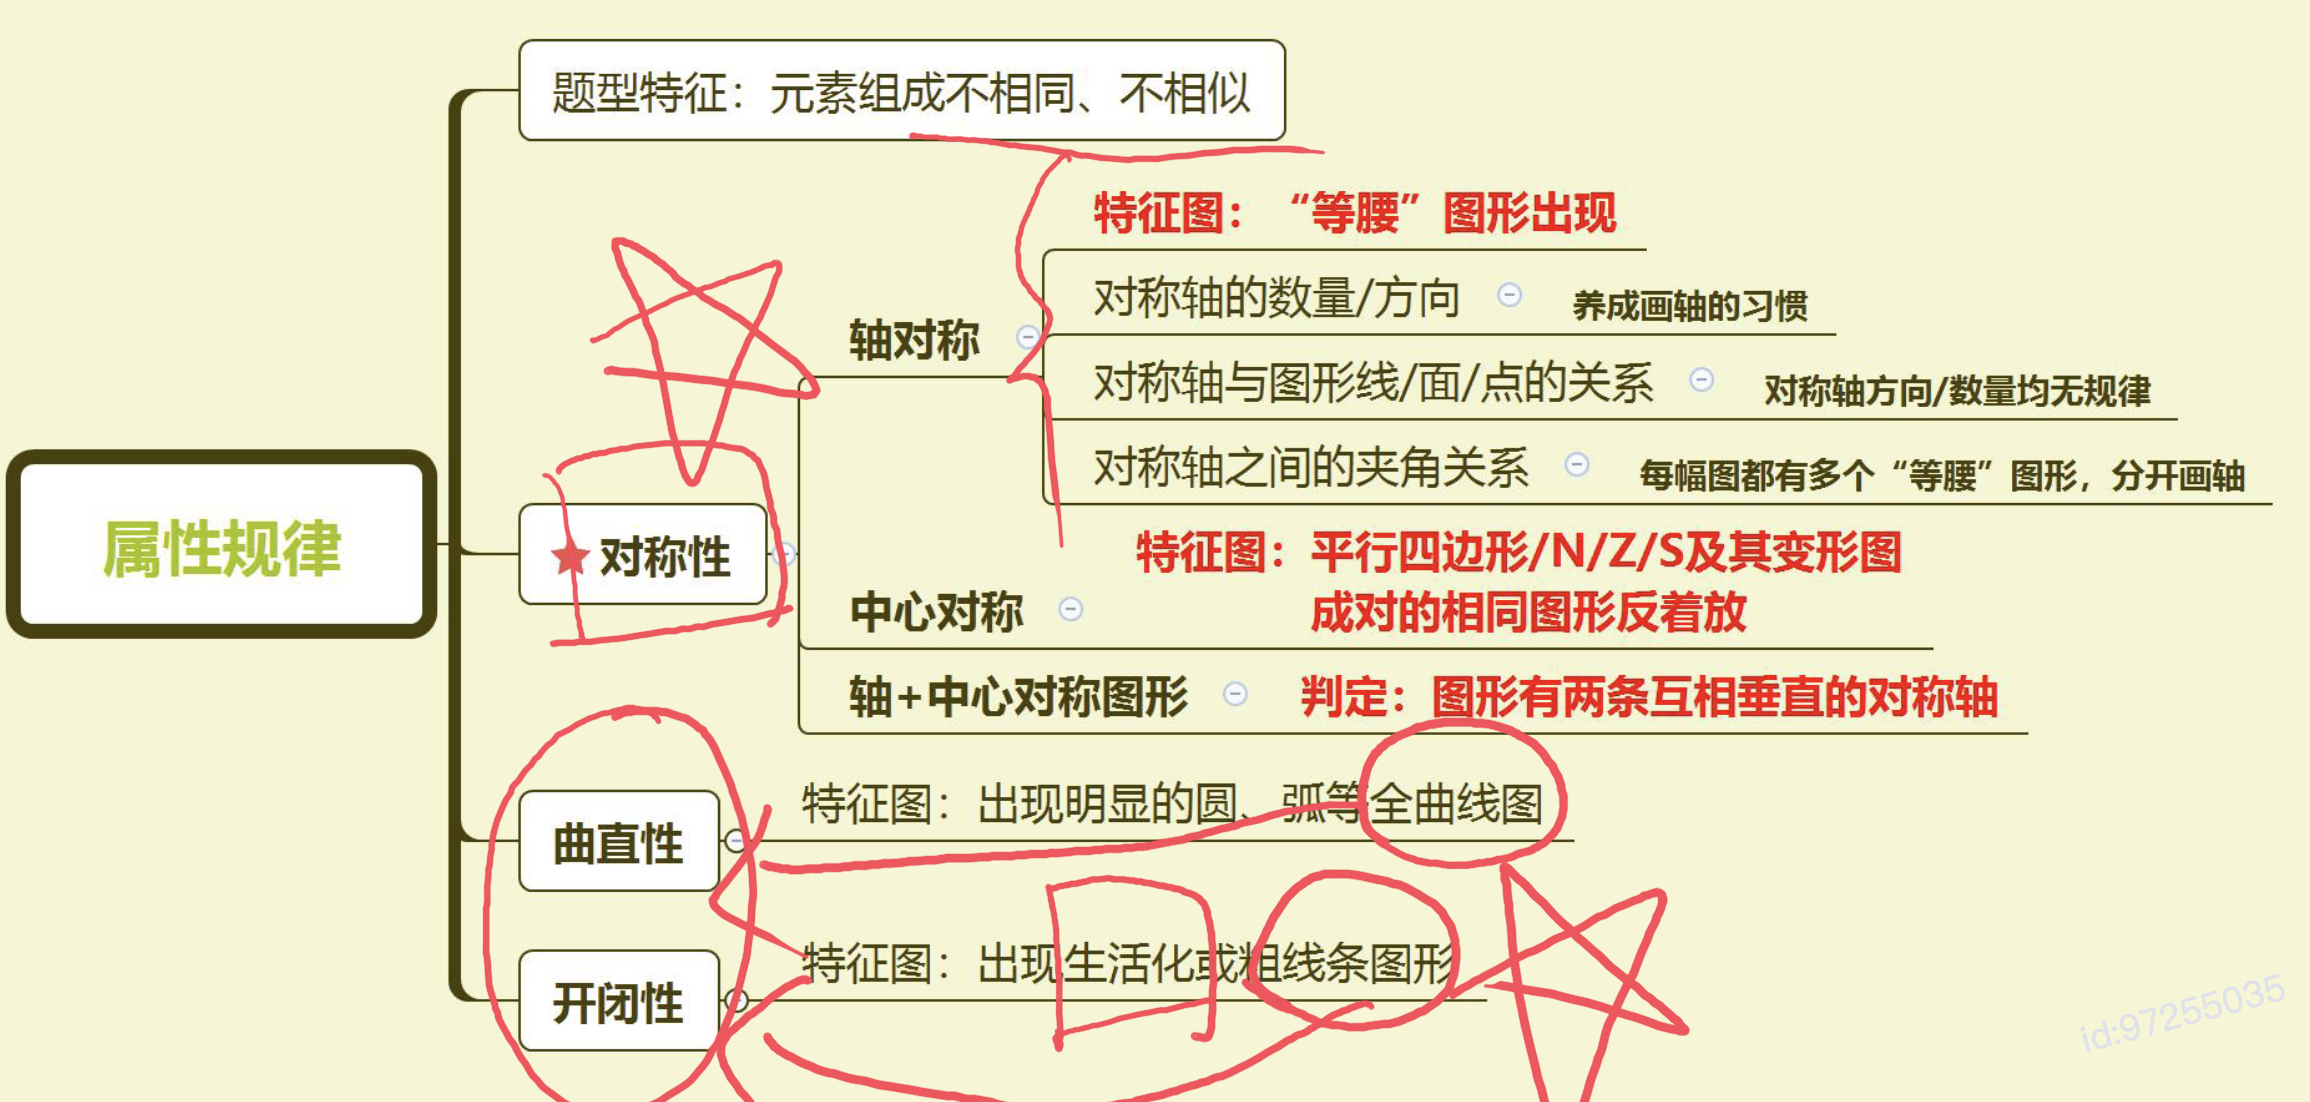 题型特征：元素组成不相同、不相似
特征图：“等腰”图形出现
对称轴的数量/方向
养成画轴的习惯
轴对称
对称轴与图形线/面/点的关系
对称轴方向/数量均无规律
对称轴之间的夹角关系
每幅图都有多个“等腰”图形，分开画轴
属性规律
对称性
特征图：平行四边形/N/Z/S及其变形图
中心对称
成对的相同图形反着放
轴+中心对称图形
判定：图形有两条互相垂直的对称轴
特征图：出现明显的圆、弧等全曲线图
曲直性
特征图：出现生活化或粗线条图形
开闭性
id:97255035